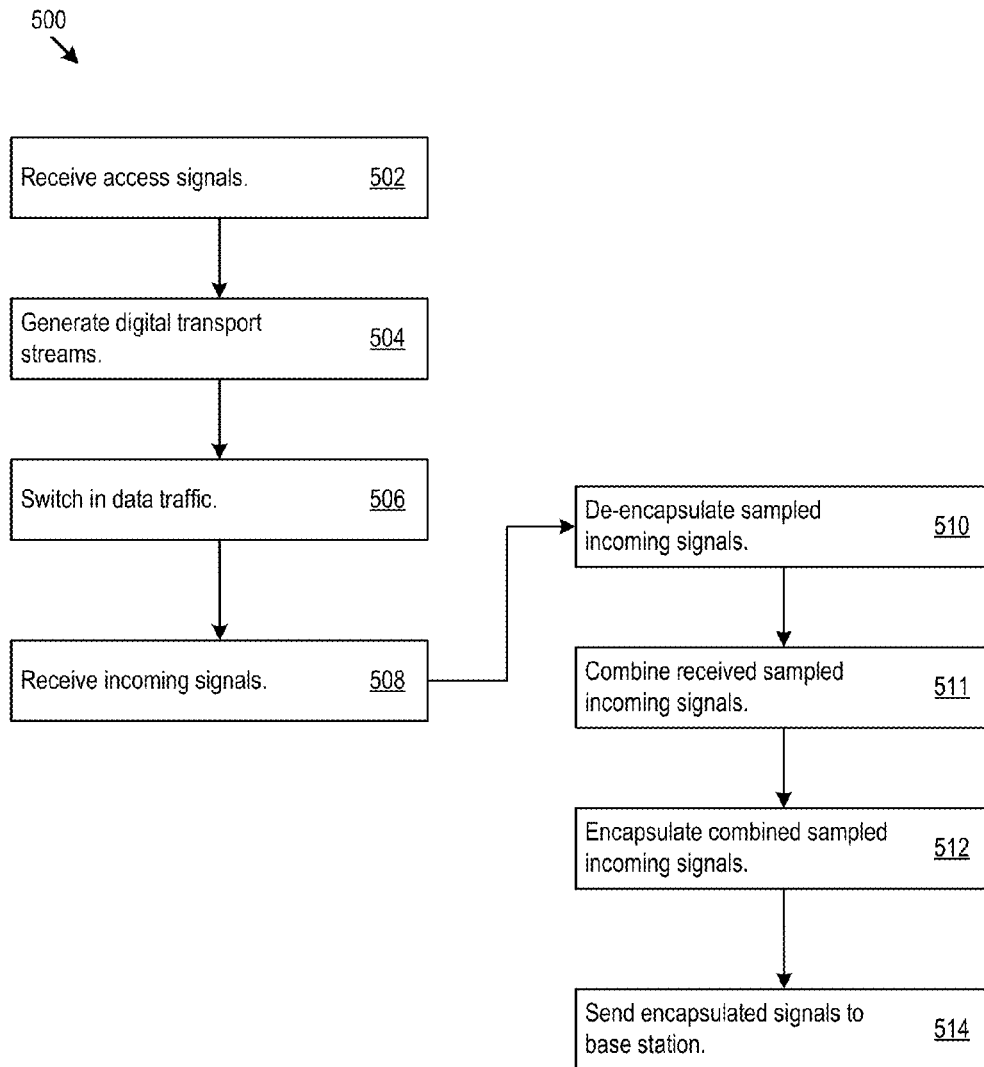 500
Receive access signals. 502
Generate digital transport
streams. 504
Switch in data traffic. 506
Receive incoming signals. 508
De-encapsulate sampled
incoming signals. 510
Combine received sampled
incoming signals. 511
Encapsulate combined sampled
incoming signals. 512
Send encapsulated signals to
base station. 514